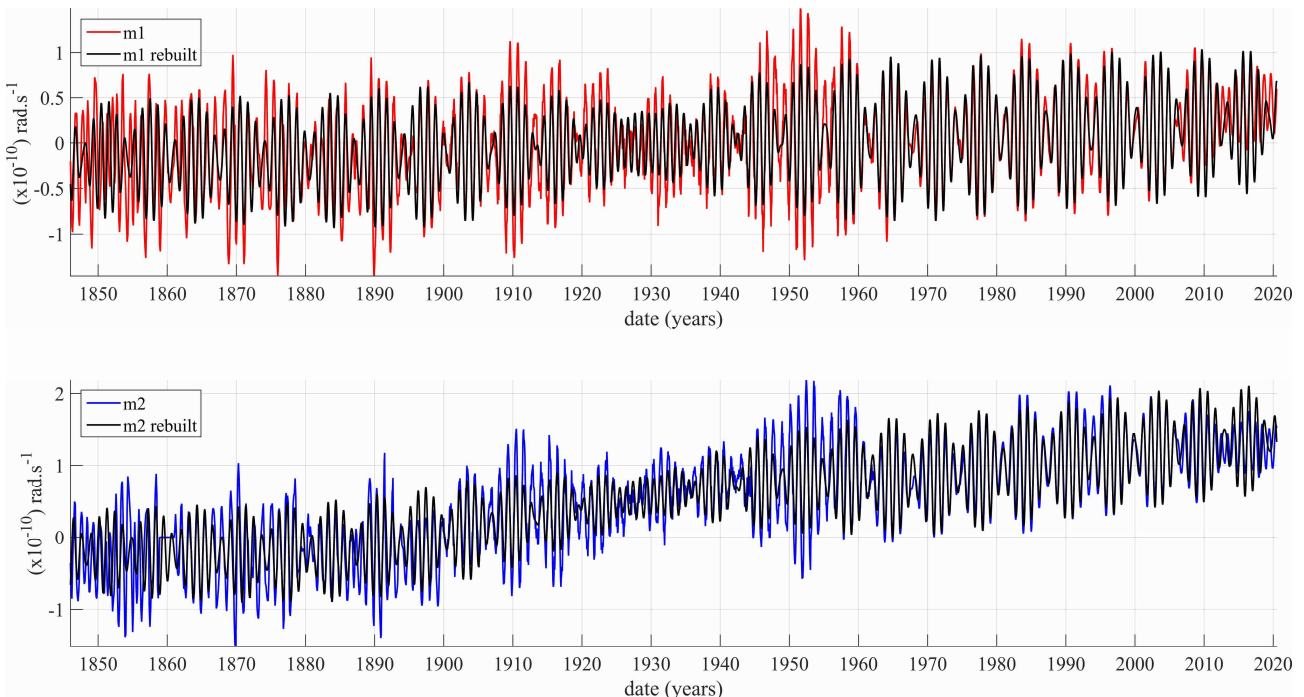 m1
m1 rebuilt
(x10⁻¹⁰) rad.s⁻¹
1
0.5
0
-0.5
-1
1850 1860 1870 1880 1890 1900 1910 1920 1930 1940 1950 1960 1970 1980 1990 2000 2010 2020
date (years)
m2
m2 rebuilt
(x10⁻¹⁰) rad.s⁻¹
2
1
0
-1
1850 1860 1870 1880 1890 1900 1910 1920 1930 1940 1950 1960 1970 1980 1990 2000 2010 2020
date (years)